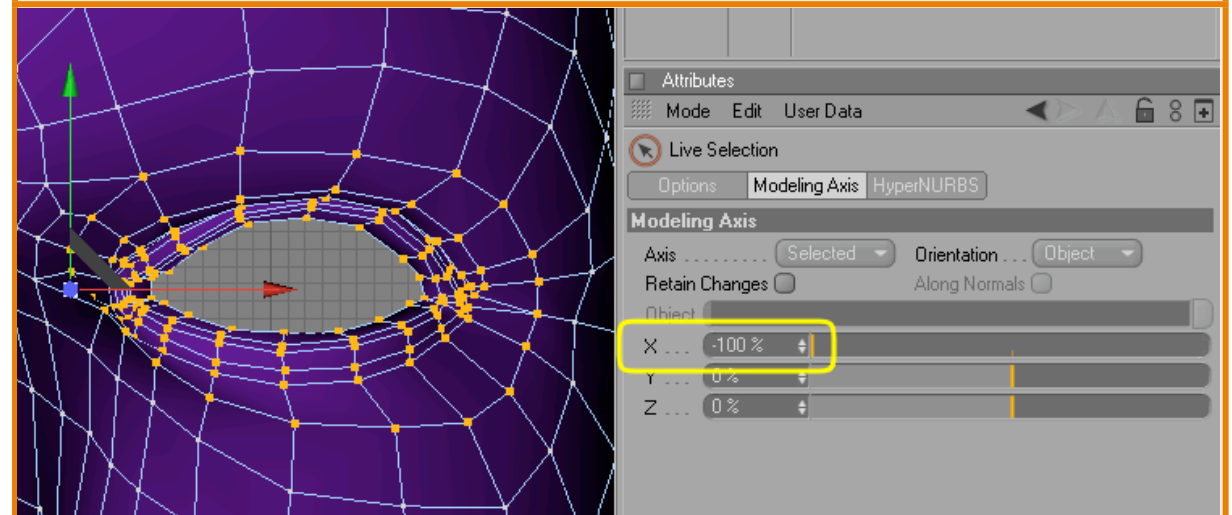 Attributes
Mode Edit User Data
Live Selection
Options Modeling Axis HyperNURBS
Modeling Axis
Axis ......... Selected Orientation ... Object
Retain Changes Along Normals
Object
X ... -100 %
Y ... 0 %
Z ... 0 %